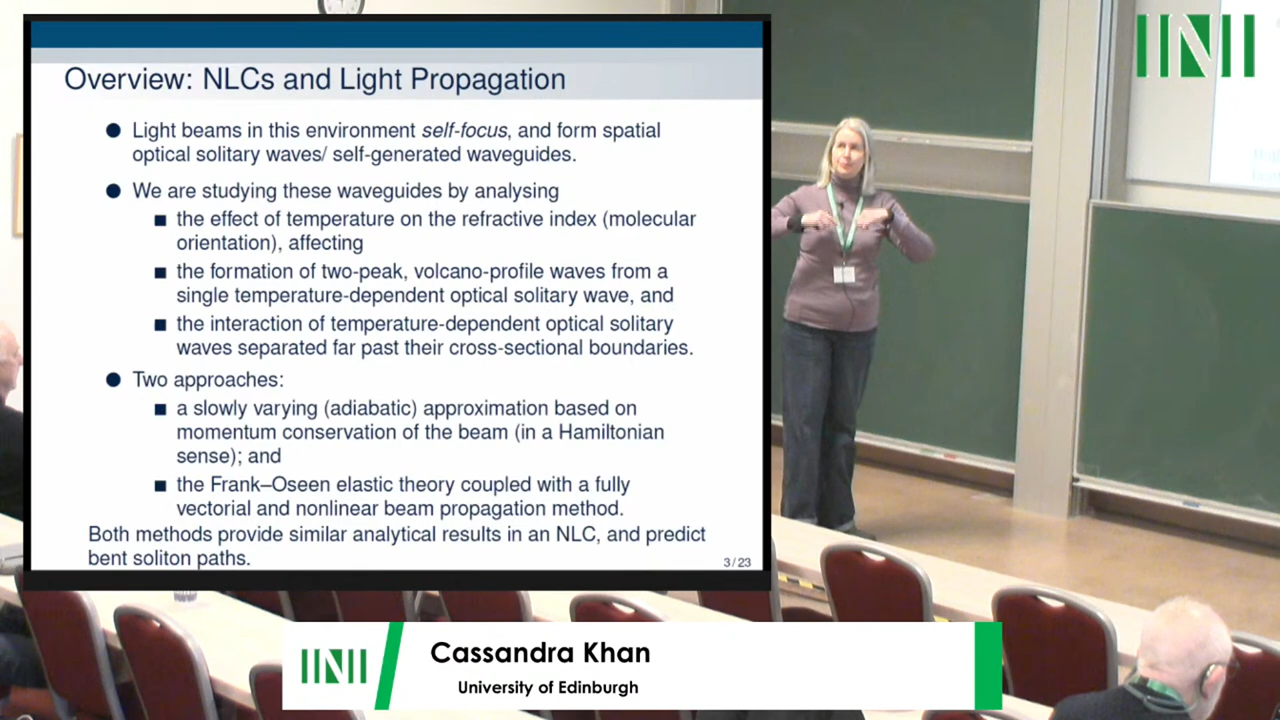 Overview: NLCs and Light Propagation
Light beams in this environment self-focus, and form spatial
optical solitary waves/ self-generated waveguides.
We are studying these waveguides by analysing
the effect of temperature on the refractive index (molecular
orientation), affecting
the formation of two-peak, volcano-profile waves from a
single temperature-dependent optical solitary wave, and
the interaction of temperature-dependent optical solitary
waves separated far past their cross-sectional boundaries.
Two approaches:
a slowly varying (adiabatic) approximation based on
momentum conservation of the beam (in a Hamiltonian
sense); and
the Frank–Oseen elastic theory coupled with a fully
vectorial and nonlinear beam propagation method.
Both methods provide similar analytical results in an NLC, and predict
bent soliton paths.
3/23
INI
INI
Cassandra Khan
University of Edinburgh